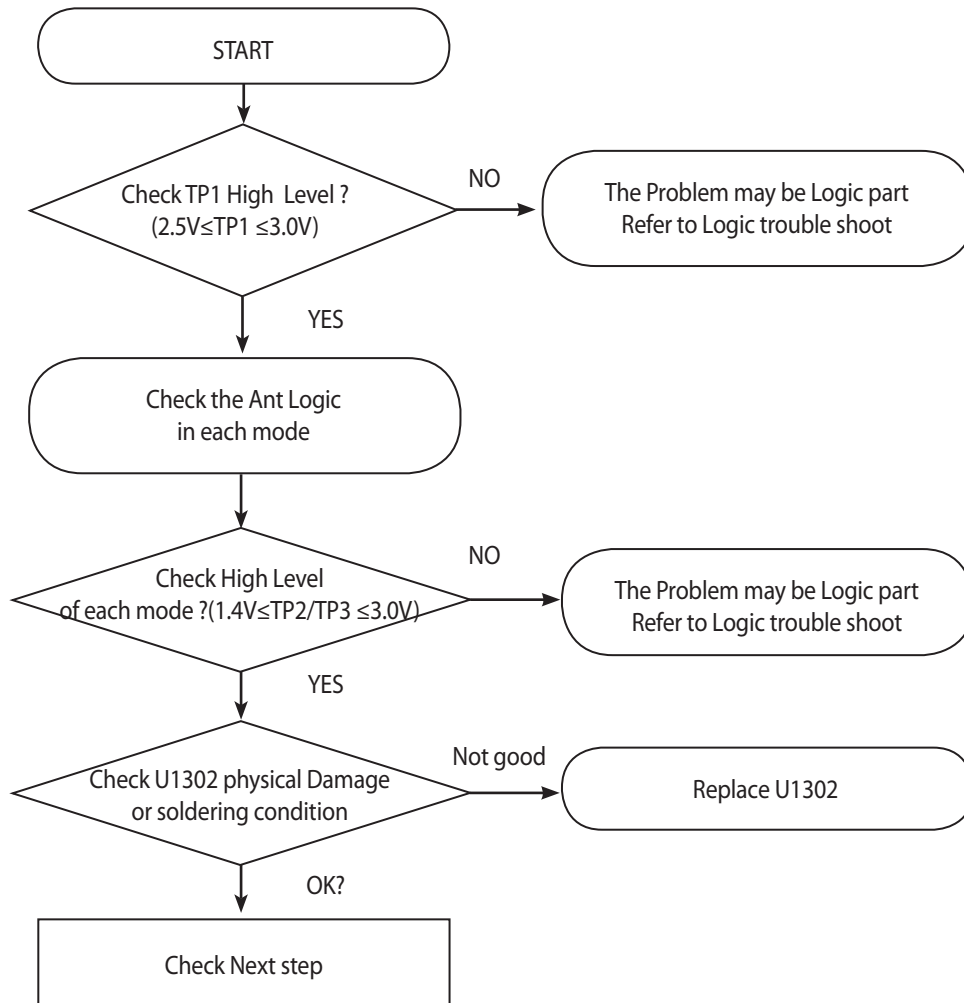 START
Check TP1 High Level ?
(2.5V≤TP1 ≤3.0V)
NO
The Problem may be Logic part
Refer to Logic trouble shoot
YES
Check the Ant Logic
in each mode
Check High Level
of each mode ?(1.4V≤TP2/TP3 ≤3.0V)
NO
The Problem may be Logic part
Refer to Logic trouble shoot
YES
Check U1302 physical Damage
or soldering condition
Not good
Replace U1302
OK?
Check Next step